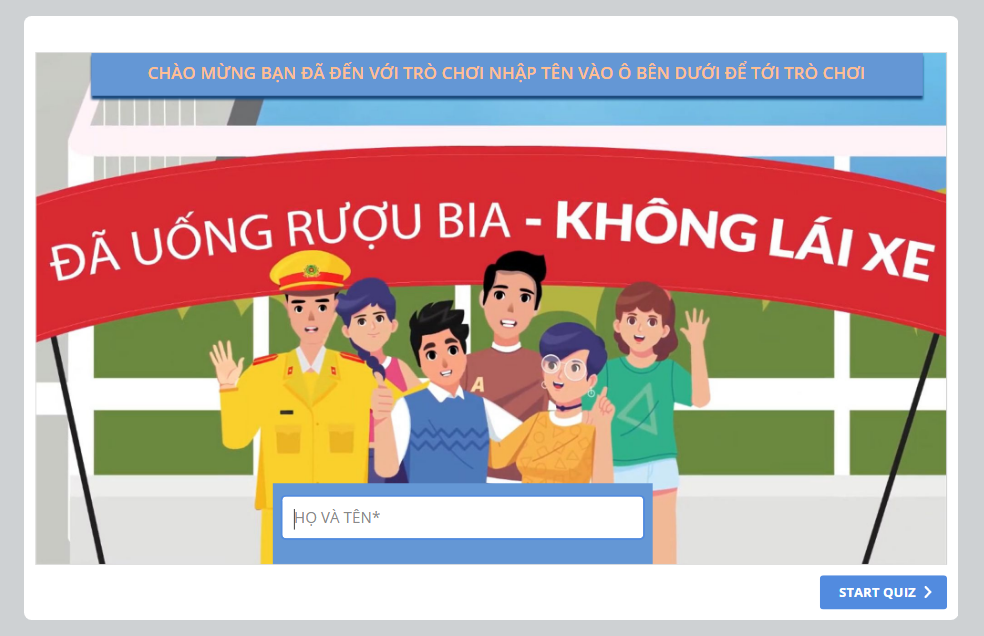 CHÀO MỪNG BẠN ĐÃ ĐẾN VỚI TRÒ CHƠI NHẬP TÊN VÀO Ô BÊN DƯỚI ĐỂ TỚI TRÒ CHƠI
ĐÃ UỐNG RƯỢU BIA - KHÔNG LÁI XE
A
HỌ VÀ TÊN*
START QUIZ